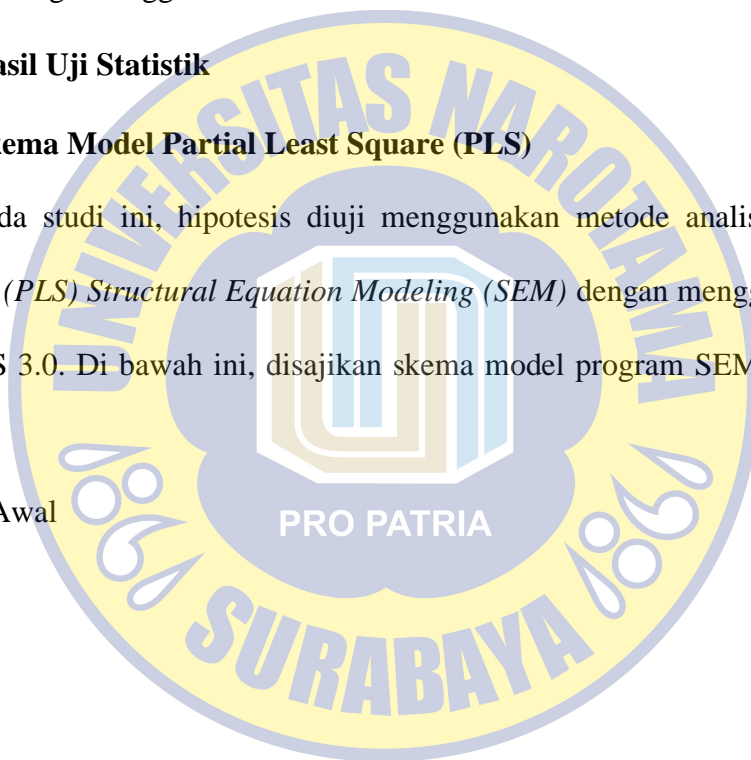 asil Uji Statistik
kema Model Partial Least Square (PLS)
da studi ini, hipotesis diuji menggunakan metode analis
(PLS) Structural Equation Modeling (SEM) dengan mengg
S 3.0. Di bawah ini, disajikan skema model program SEM
Awal
UNIVERSITAS NAROTAMA
PRO PATRIA
SURABAYA